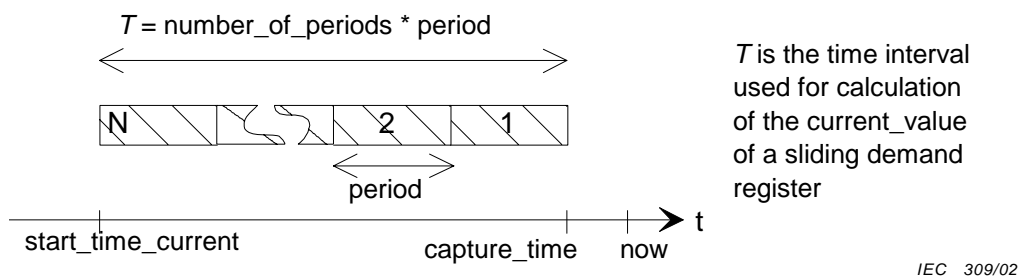 T = number_of_periods * period
N
2
1
period
t
start_time_current
capture_time
now
T is the time interval
used for calculation
of the current_value
of a sliding demand
register
IEC 309/02